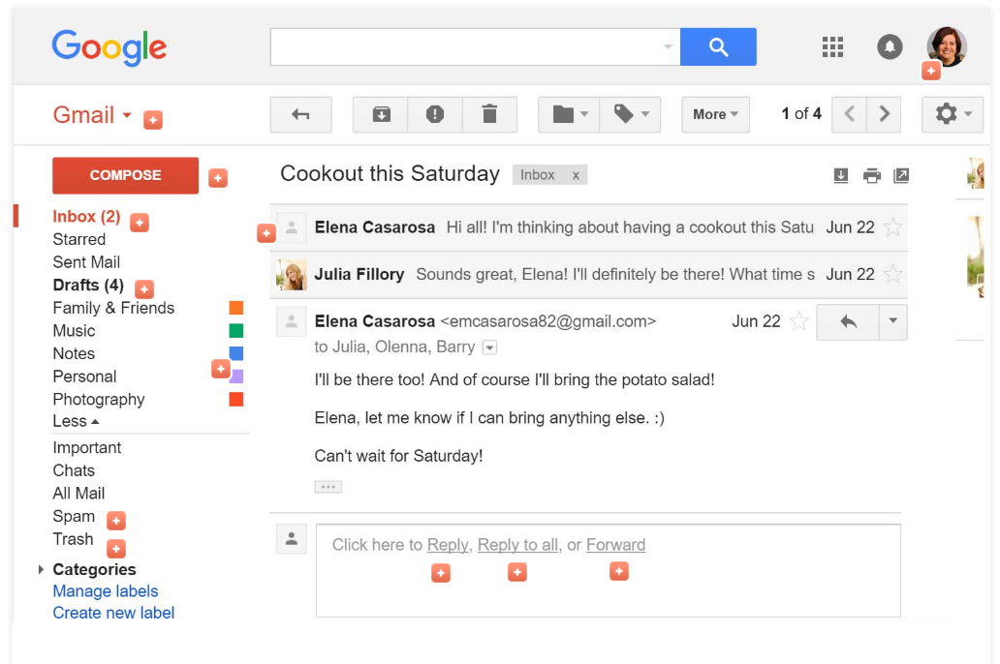 Google
Gmail
More
1 of 4
COMPOSE
Inbox (2)
Starred
Sent Mail
Drafts (4)
Family & Friends
Music
Notes
Personal
Photography
Less
Important
Chats
All Mail
Spam
Trash
Categories
Manage labels
Create new label
Cookout this Saturday Inbox x
Elena Casarosa Hi all! I'm thinking about having a cookout this Satu Jun 22
Julia Fillory Sounds great, Elena! I'll definitely be there! What time s Jun 22
Elena Casarosa <emcasarosa82@gmail.com> Jun 22
to Julia, Olenna, Barry
I'll be there too! And of course I'll bring the potato salad!
Elena, let me know if I can bring anything else. :)
Can't wait for Saturday!
Click here to Reply, Reply to all, or Forward